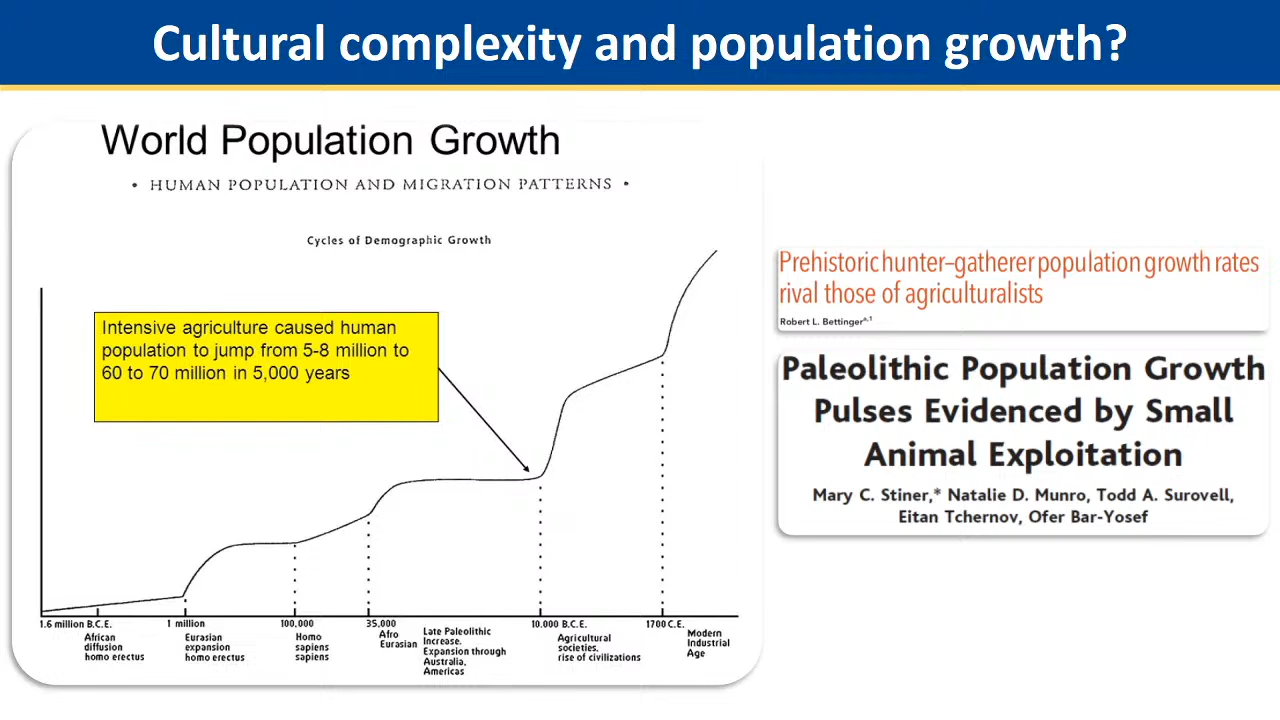 Cultural complexity and population growth?
World Population Growth
• HUMAN POPULATION AND MIGRATION PATTERNS •
Cycles of Demographic Growth
Intensive agriculture caused human
population to jump from 5-8 million to
60 to 70 million in 5,000 years
1.6 million B.C.E.
African
diffusion
homo erectus
1 million
Eurasian
expansion
homo erectus
100,000
Homo
sapiens
sapiens
35,000
Afro
Eurasian
Late Paleolithic
Increase.
Expansion through
Australia,
Americas
10.000 B.C.E.
Agricultural
societies,
rise of civilizations
1700 C.E.
Modern
Industrial
Age
Prehistoric hunter–gatherer population growth rates
rival those of agriculturalists
Robert L. Bettinger a,1
Paleolithic Population Growth
Pulses Evidenced by Small
Animal Exploitation
Mary C. Stiner,* Natalie D. Munro, Todd A. Surovell,
Eitan Tchernov, Ofer Bar-Yosef